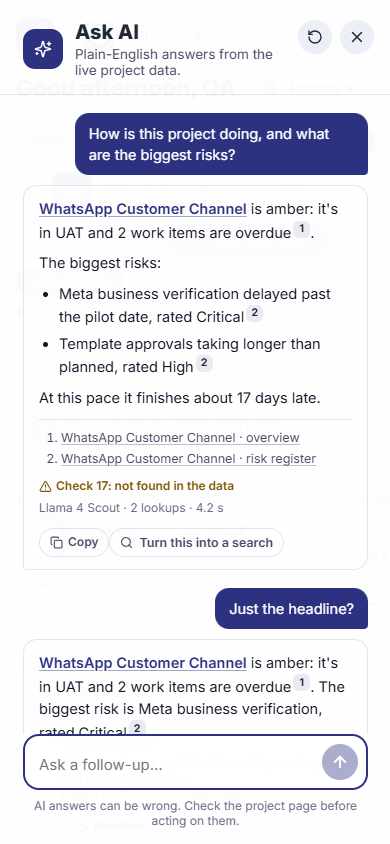 Ask AI
Plain-English answers from the
live project data.
Good afternoon, QA
Projects
How is this project doing, and what
are the biggest risks?
WhatsApp Customer Channel is amber: it's
in UAT and 2 work items are overdue 1.
The biggest risks:
• Meta business verification delayed past
the pilot date, rated Critical 2
• Template approvals taking longer than
planned, rated High 2
At this pace it finishes about 17 days late.
1. WhatsApp Customer Channel · overview
2. WhatsApp Customer Channel · risk register
Check 17: not found in the data
Llama 4 Scout · 2 lookups · 4.2 s
Copy
Turn this into a search
Just the headline?
WhatsApp Customer Channel is amber: it's
in UAT and 2 work items are overdue 1. The
biggest risk is Meta business verification,
rated Critical 2
Ask a follow-up...
AI answers can be wrong. Check the project page before
acting on them.
Resolve